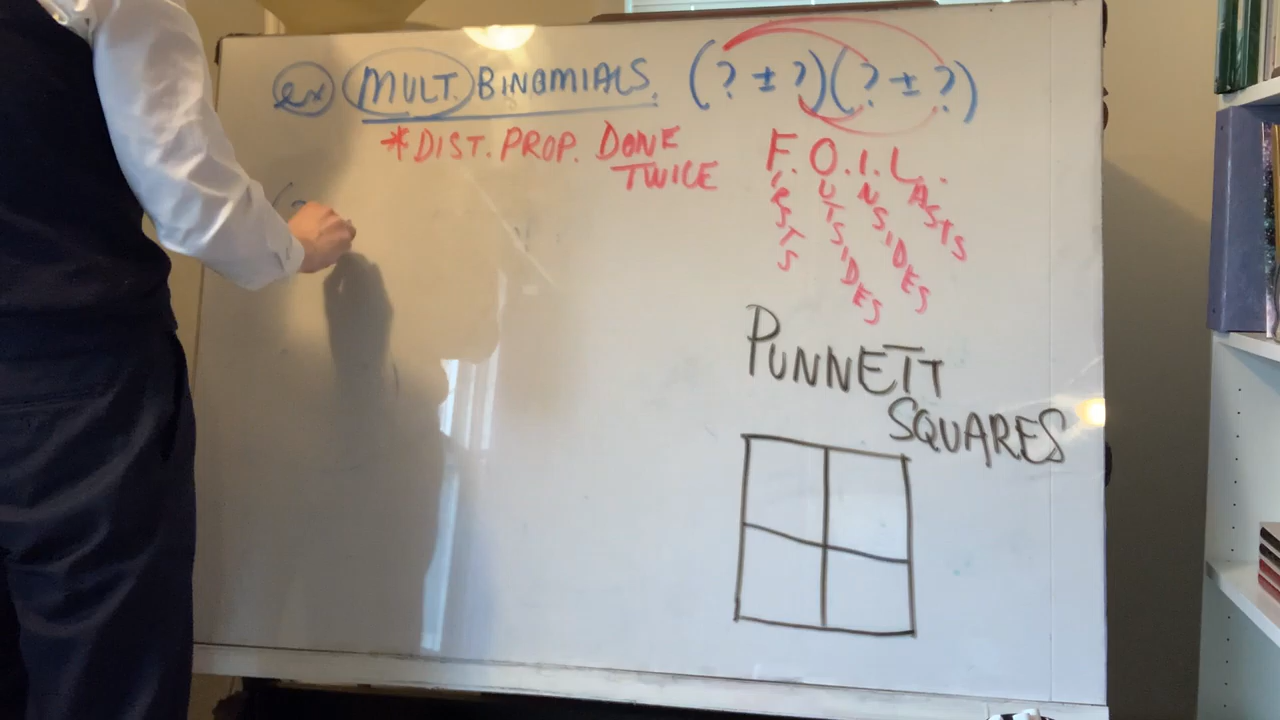 ex MULT. BINOMIALS. (? ± ?)(? ± ?)
*DIST. PROP. DONE
TWICE
F.O.I.L.
FIRSTS
OUTSIDES
INSIDES
LASTS
PUNNETT
SQUARES